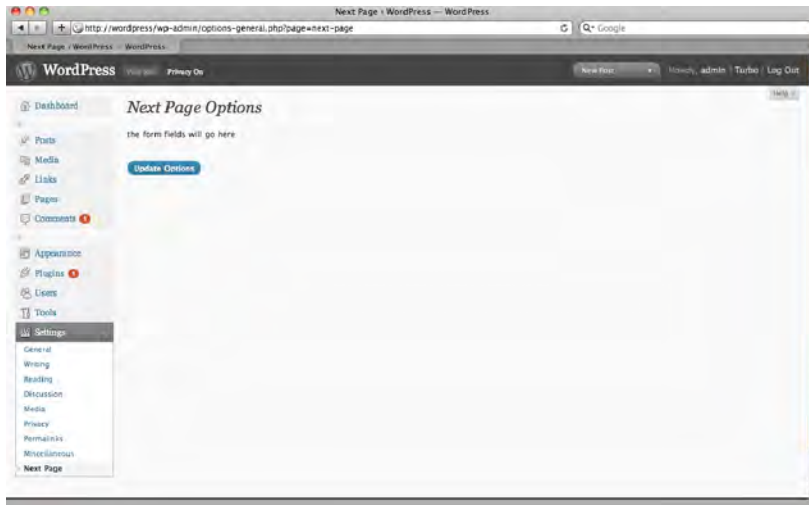 Next Page ‹ WordPress — WordPress
http://wordpress/wp-admin/options-general.php?page=next-page
Google
Next Page ‹ WordPress — WordPress
WordPress
Privacy On
New Post
Howdy, admin | Turbo | Log Out
Help
Dashboard
Posts
Media
Links
Pages
Comments 1
Appearance
Plugins 1
Users
Tools
Settings
General
Writing
Reading
Discussion
Media
Privacy
Permalinks
Miscellaneous
Next Page
Next Page Options
the form fields will go here
Update Options